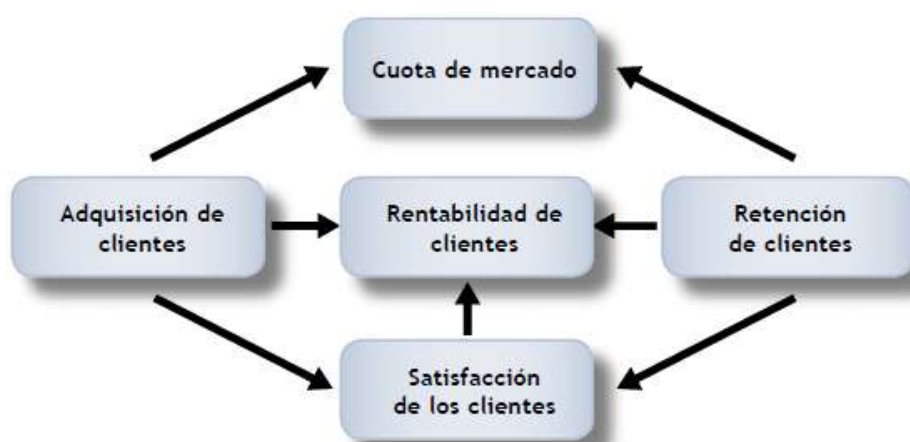 Cuota de mercado
Adquisición de
clientes
Rentabilidad de
clientes
Retención
de clientes
Satisfacción
de los clientes